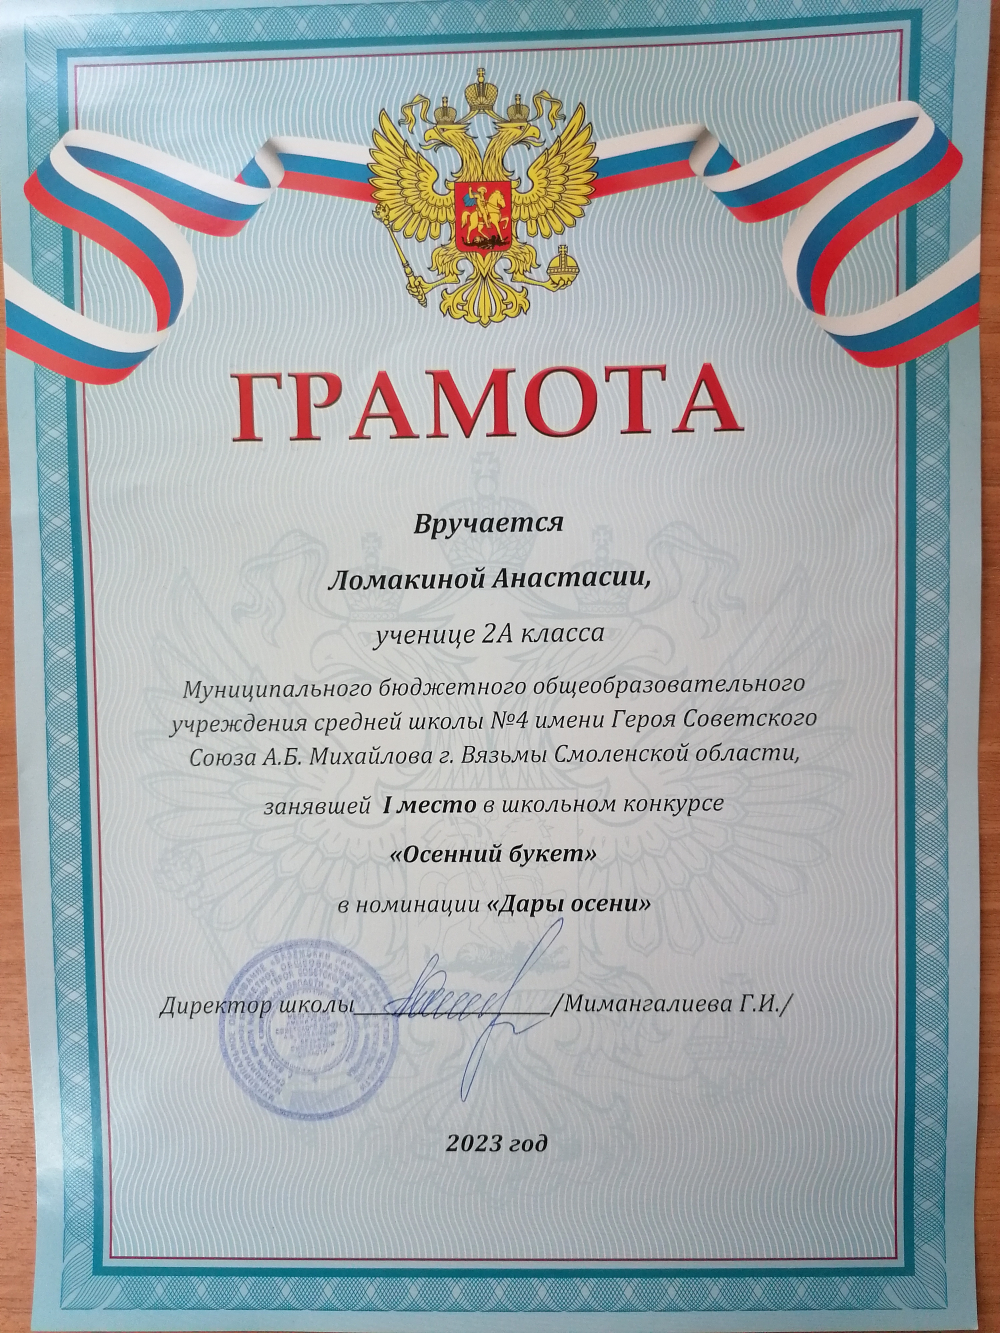 ГРАМОТА
Вручается
Ломакиной Анастасии,
ученице 2А класса
Муниципального бюджетного общеобразовательного
учреждения средней школы №4 имени Героя Советского
Союза А.Б. Михайлова г. Вязьмы Смоленской области,
занявшей I место в школьном конкурсе
«Осенний букет»
в номинации «Дары осени»
Директор школы /Мимангалиева Г.И./
2023 год